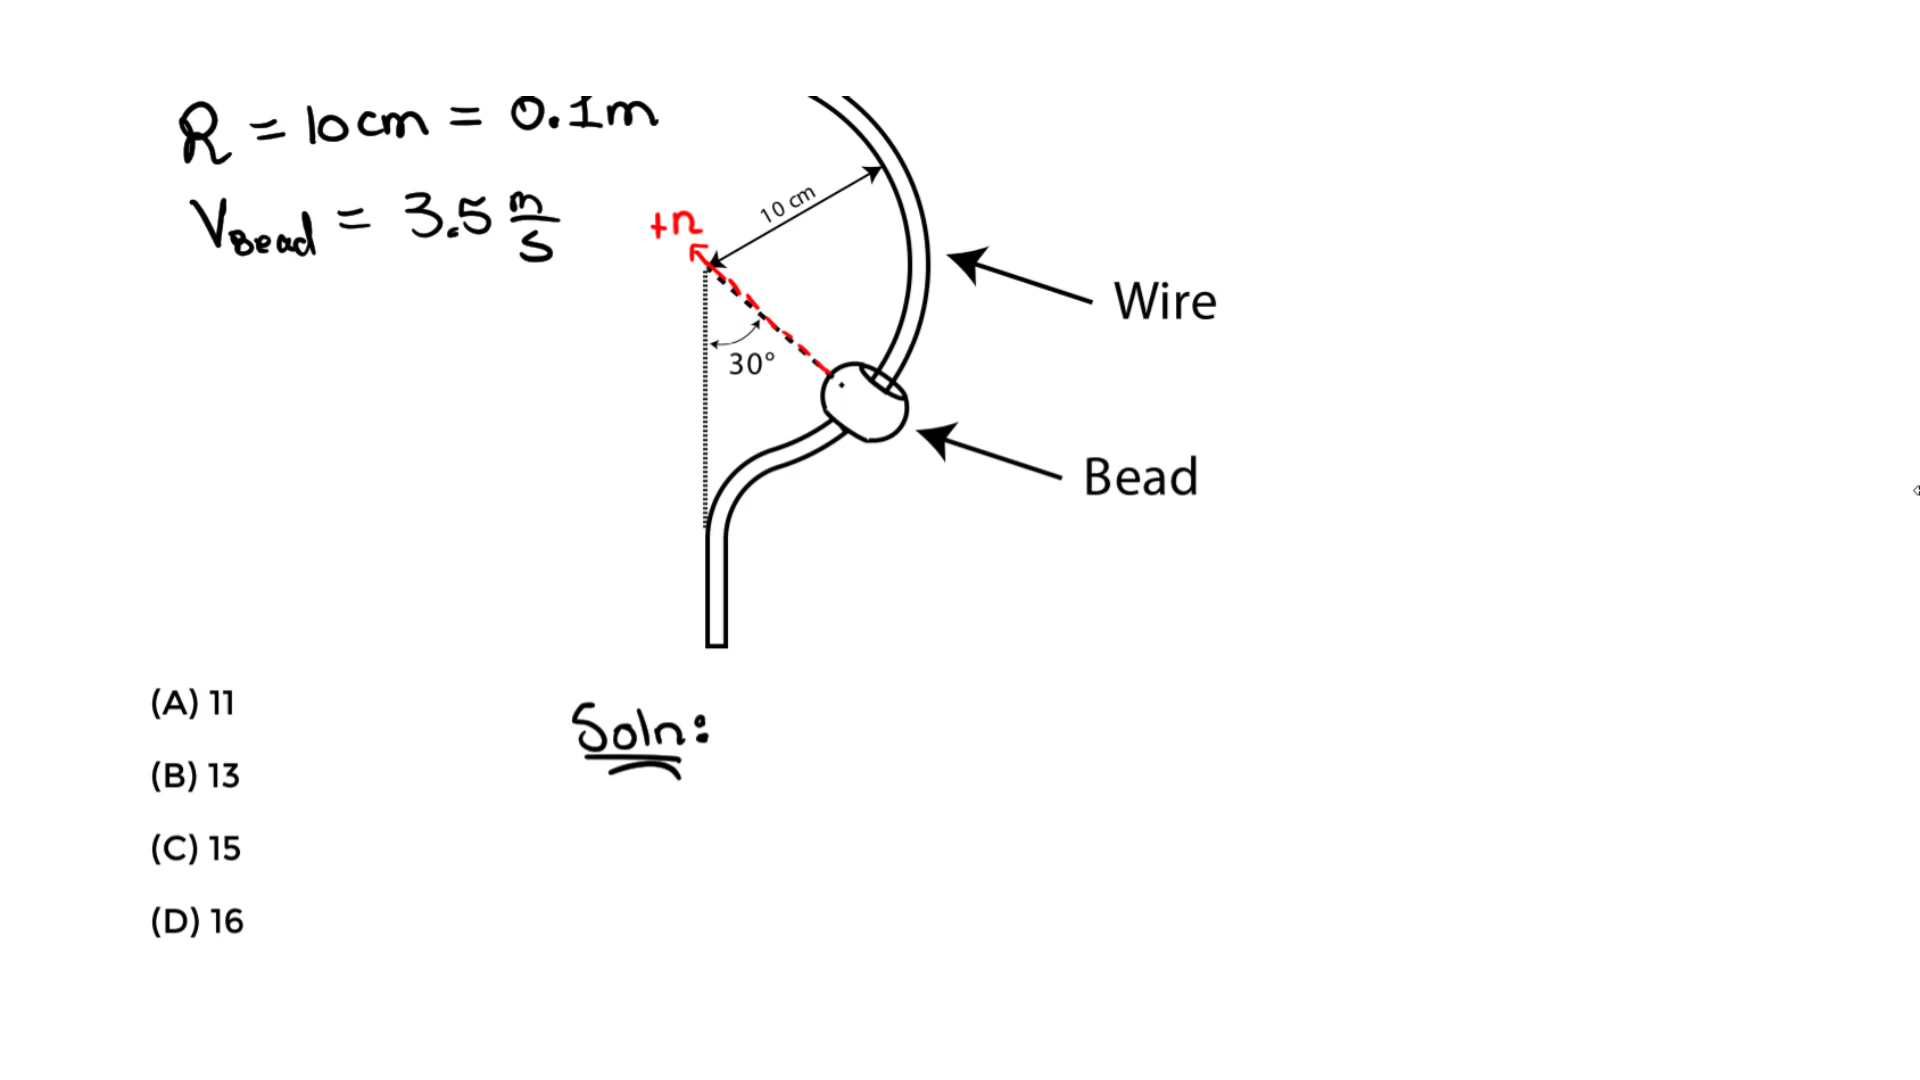 R = 10cm = 0.1m
VBead = 3.5 m/s
10 cm
+n
Wire
30°
Bead
(A) 11
Soln:
(B) 13
(C) 15
(D) 16